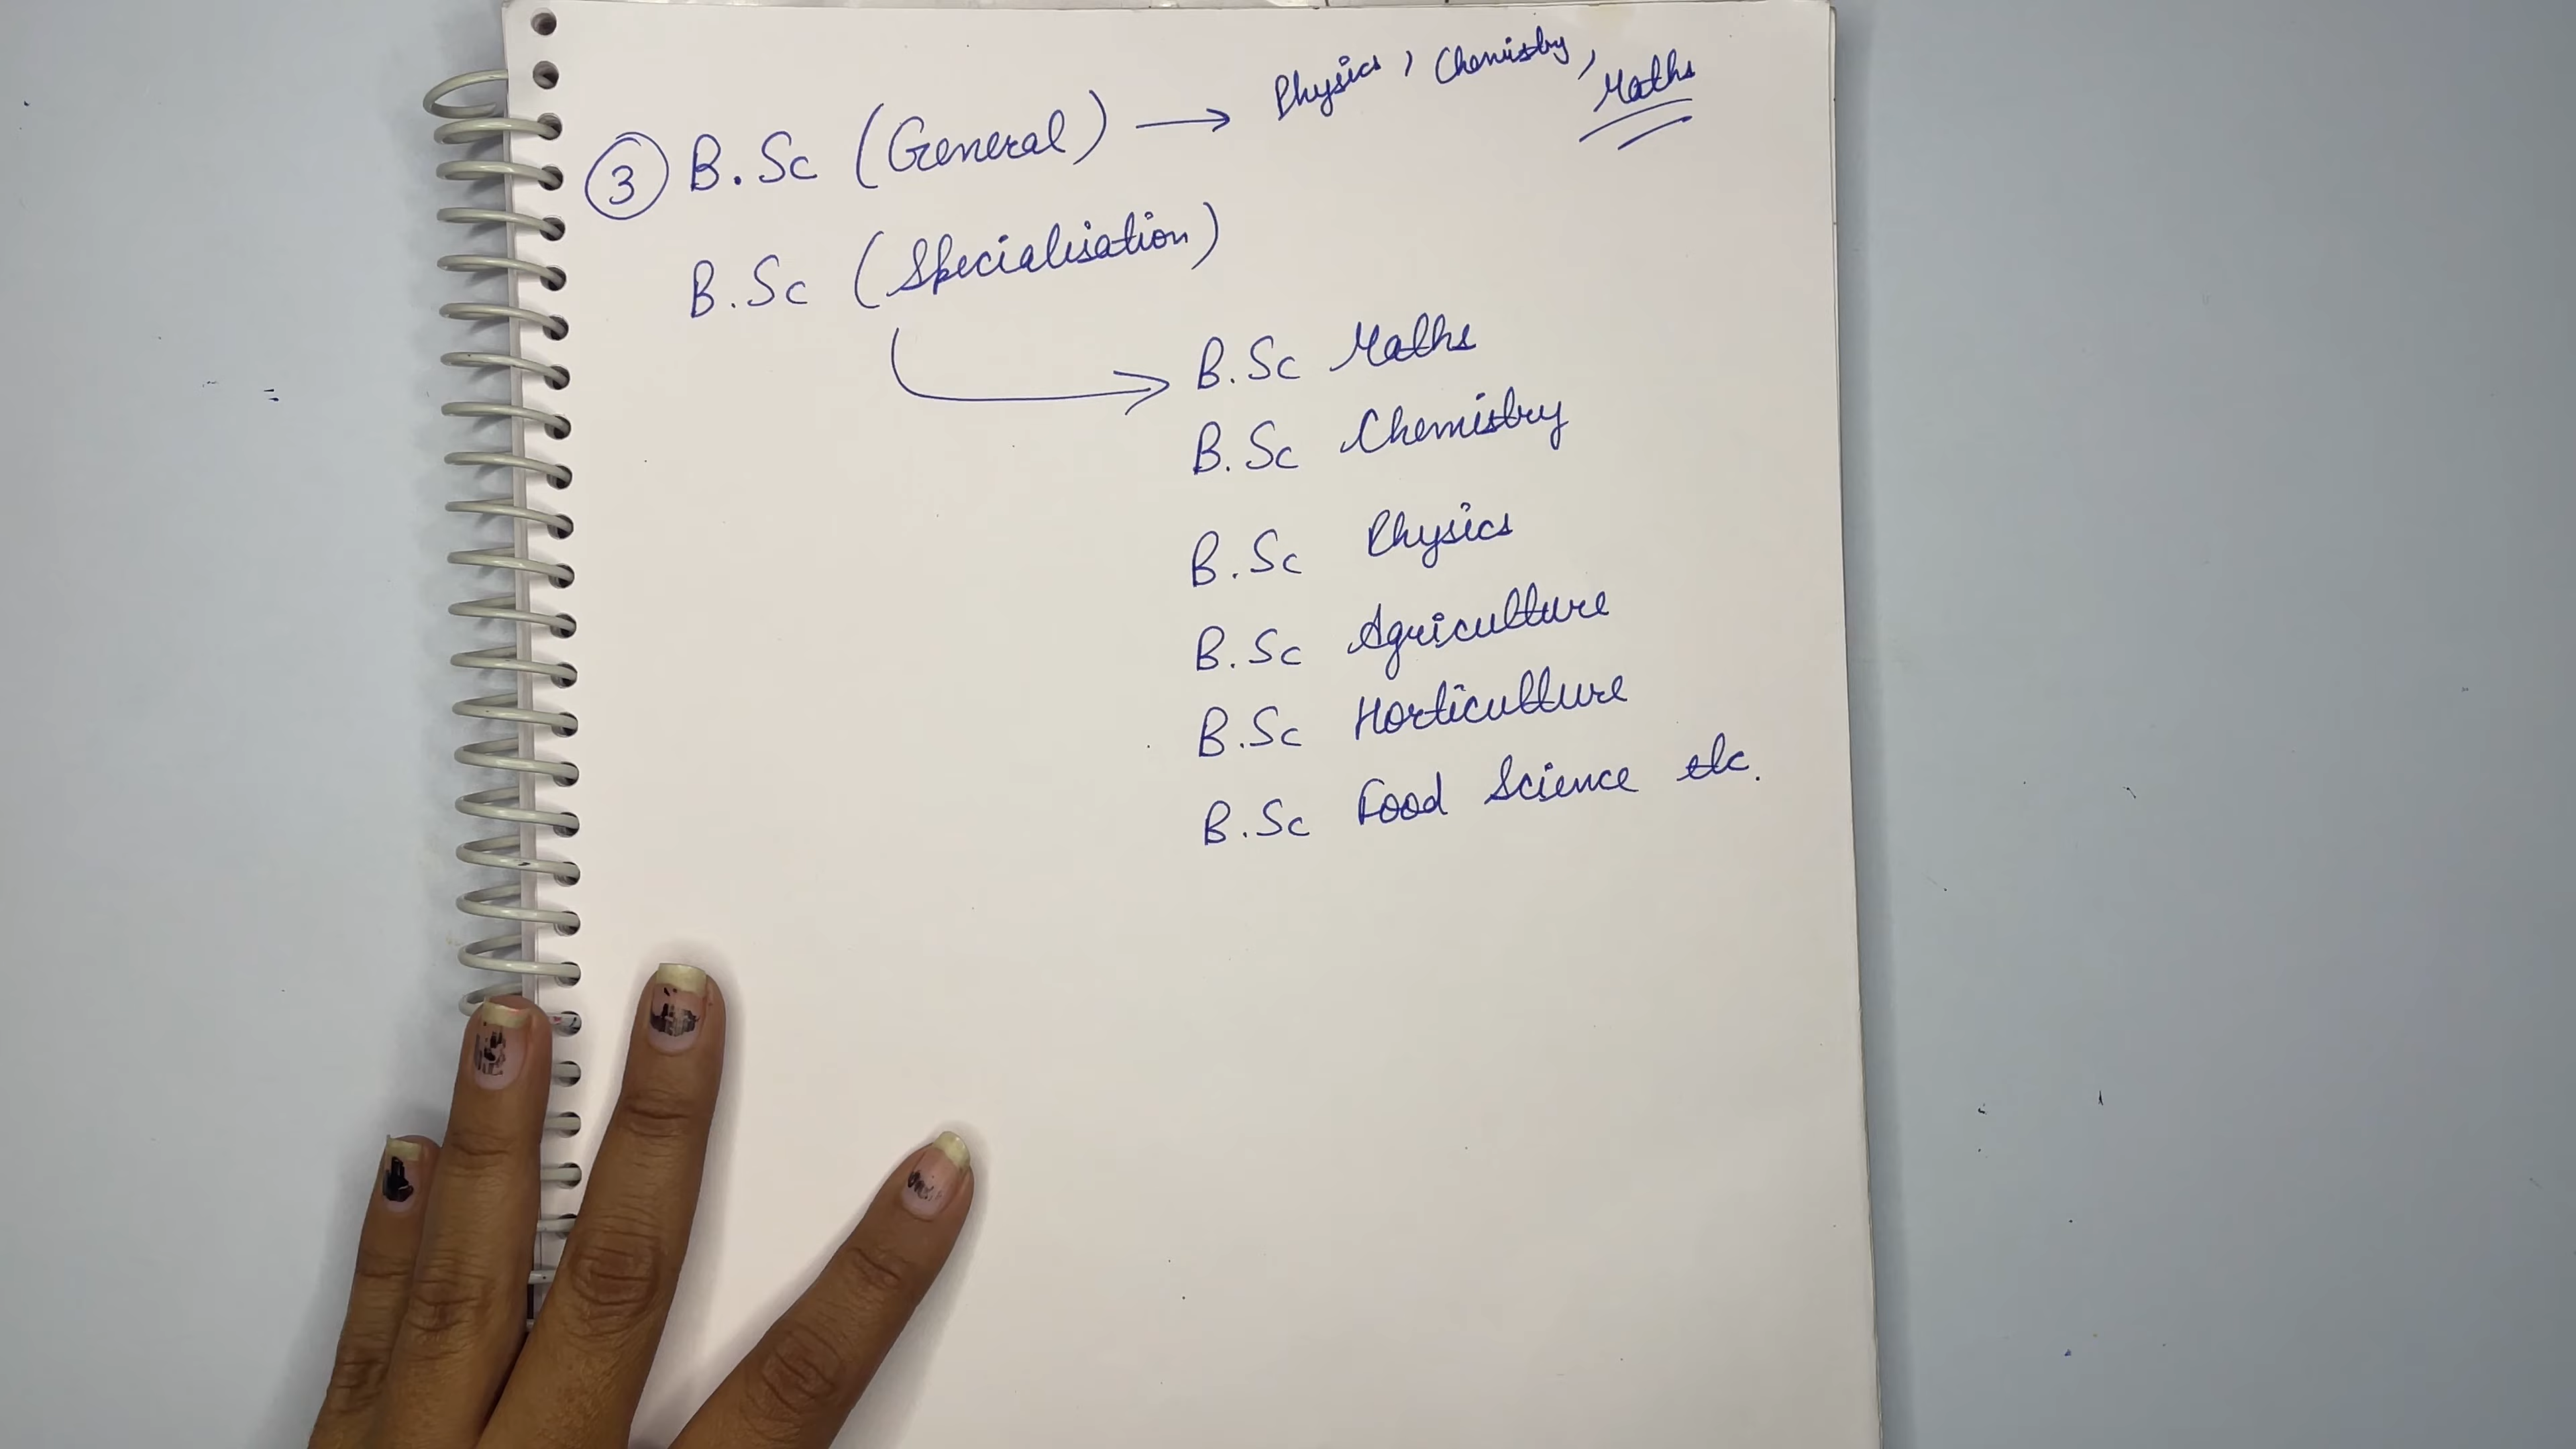 ③ B.Sc (General) → Physics, Chemistry, Maths
B.Sc (Specialisation)
B.Sc Maths
B.Sc Chemistry
B.Sc Physics
B.Sc Agriculture
B.Sc Horticulture
B.Sc Food Science etc.